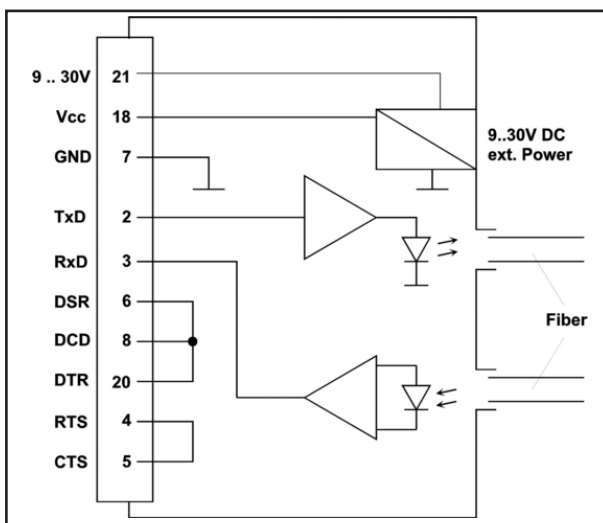 9 .. 30V 21
Vcc 18
GND 7
TxD 2
RxD 3
DSR 6
DCD 8
DTR 20
RTS 4
CTS 5
9..30V DC
ext. Power
Fiber